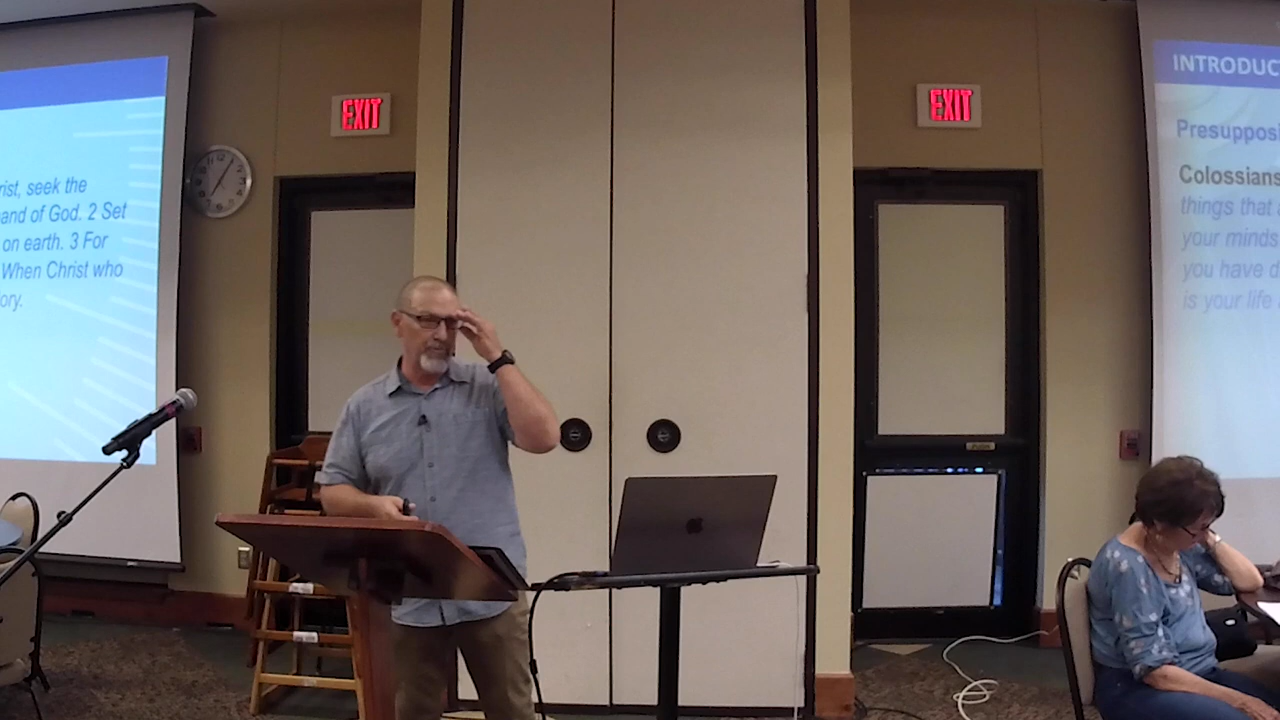 rist, seek the
and of God. 2 Set
on earth. 3 For
When Christ who
ory.
EXIT
EXIT
INTRODUC
Presupposi
Colossians
things that
your minds
you have d
is your life